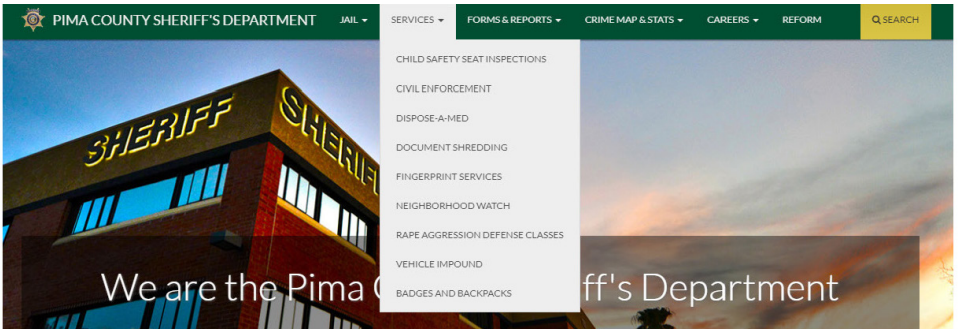 PIMA COUNTY SHERIFF'S DEPARTMENT JAIL SERVICES FORMS & REPORTS CRIME MAP & STATS CAREERS REFORM SEARCH
CHILD SAFETY SEAT INSPECTIONS
CIVIL ENFORCEMENT
DISPOSE-A-MED
DOCUMENT SHREDDING
FINGERPRINT SERVICES
NEIGHBORHOOD WATCH
RAPE AGGRESSION DEFENSE CLASSES
VEHICLE IMPOUND
BADGES AND BACKPACKS
SHERIFF SHERIFF
We are the Pima C ff's Department